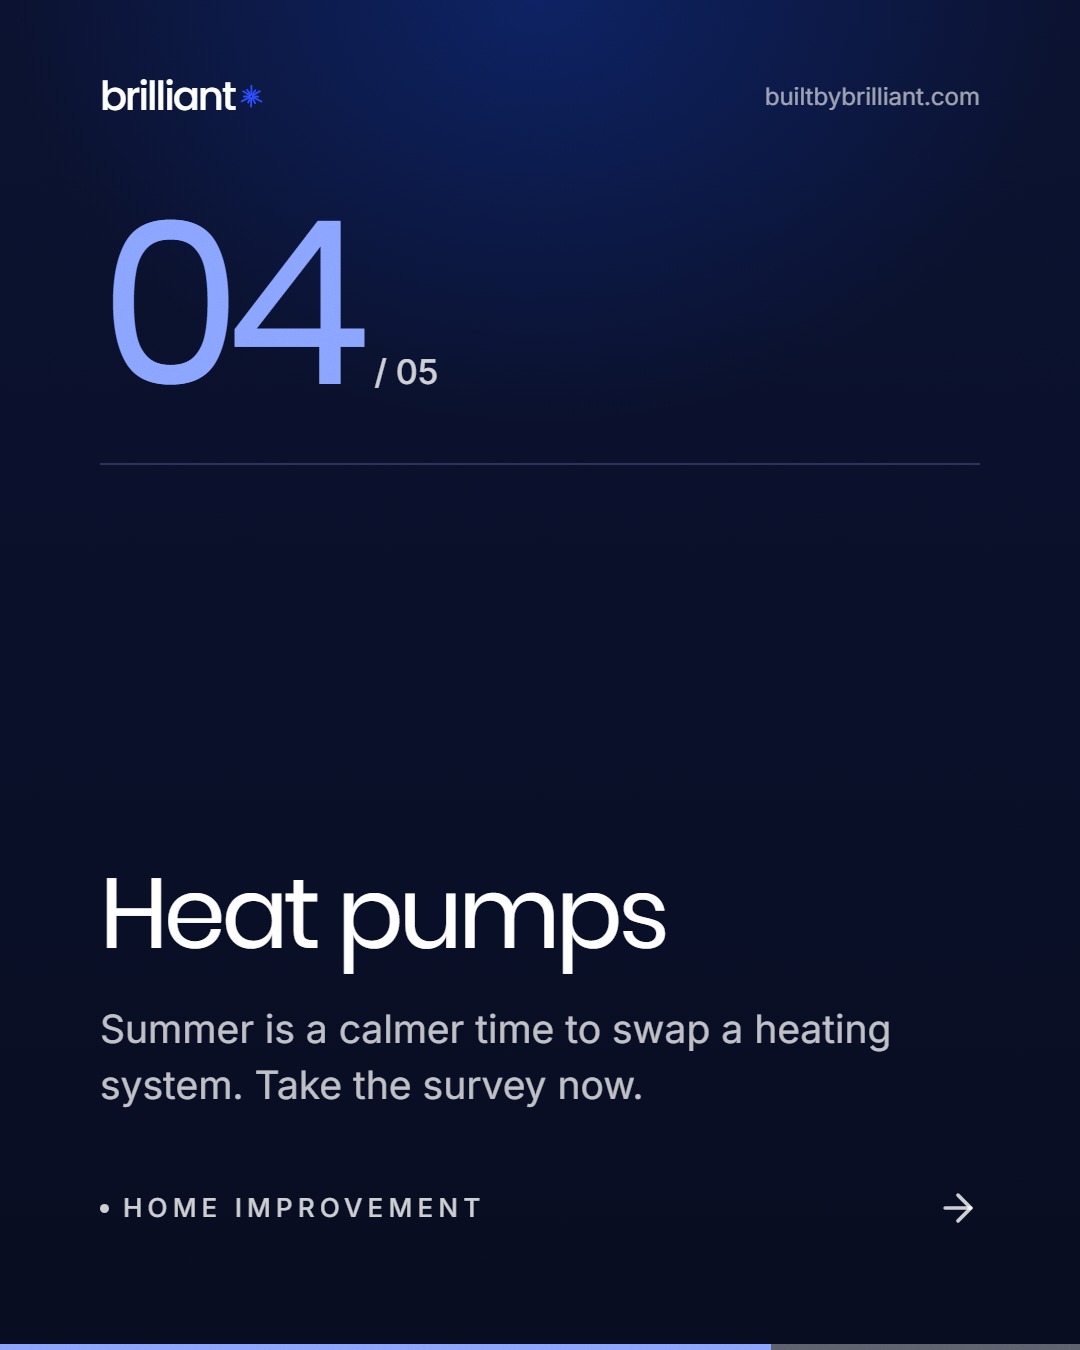 brilliant
builtbybrilliant.com
04 / 05
Heat pumps
Summer is a calmer time to swap a heating
system. Take the survey now.
• HOME IMPROVEMENT